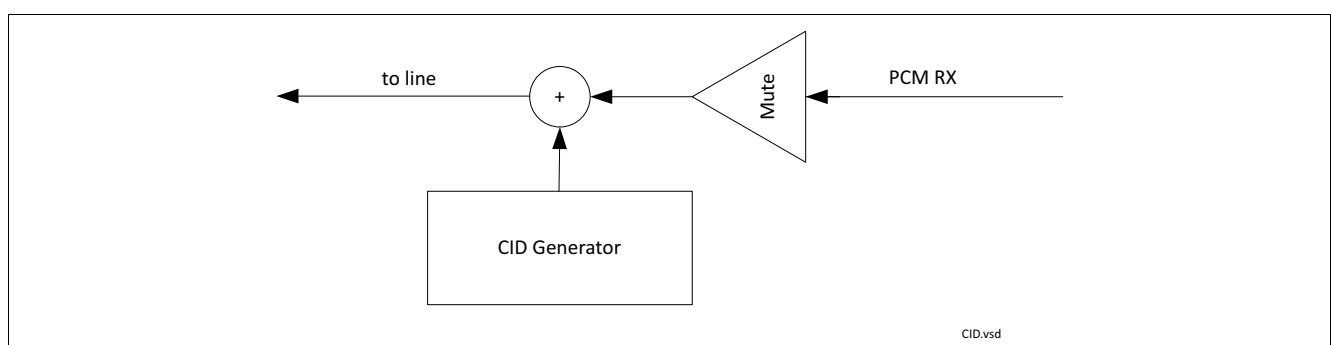 to line
+
Mute
PCM RX
CID Generator
CID.vsd